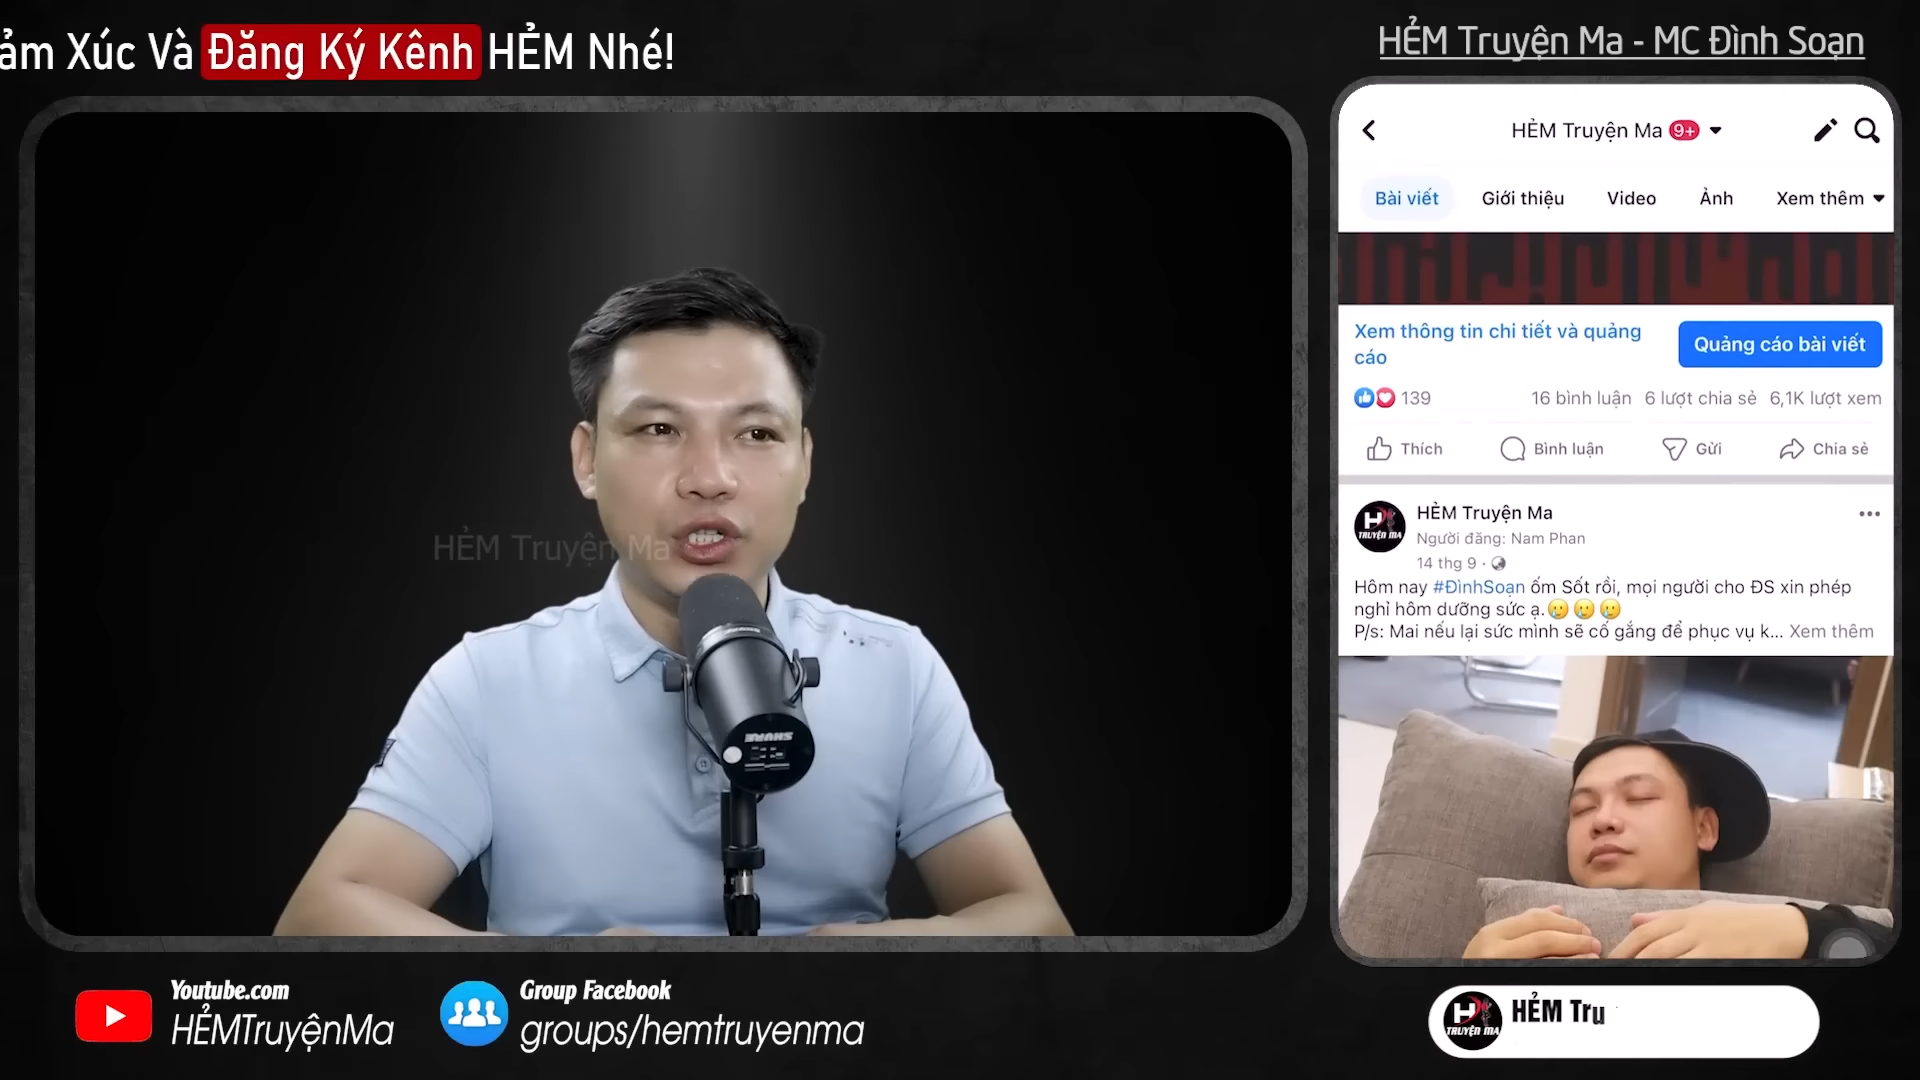 ảm Xúc Và Đăng Ký Kênh HẺM Nhé!
HẺM Truyện Ma - MC Đình Soạn
HẺM Truyện Ma 9+
Bài viết Giới thiệu Video Ảnh Xem thêm
Xem thông tin chi tiết và quảng
cáo
Quảng cáo bài viết
139 16 bình luận 6 lượt chia sẻ 6,1K lượt xem
Thích Bình luận Gửi Chia sẻ
HẺM Truyện Ma
Người đăng: Nam Phan
14 thg 9 ·
Hôm nay #ĐìnhSoạn ốm Sốt rồi, mọi người cho ĐS xin phép
nghỉ hôm dưỡng sức ạ.🥲🥲🥲
P/s: Mai nếu lại sức mình sẽ cố gắng để phục vụ k... Xem thêm
H
TRUYỆN MA
HẺM Truyện Ma
SHURE
Youtube.com
HẺMTruyệnMa
Group Facebook
groups/hemtruyenma
H
TRUYỆN MA
HẺM Tru